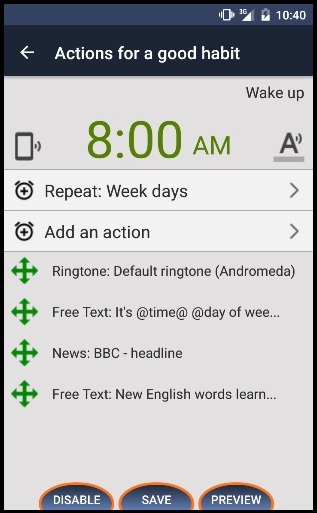 3G 10:40
Actions for a good habit
Wake up
8:00 AM A
Repeat: Week days
Add an action
Ringtone: Default ringtone (Andromeda)
Free Text: It's @time@ @day of wee...
News: BBC - headline
Free Text: New English words learn...
DISABLE SAVE PREVIEW